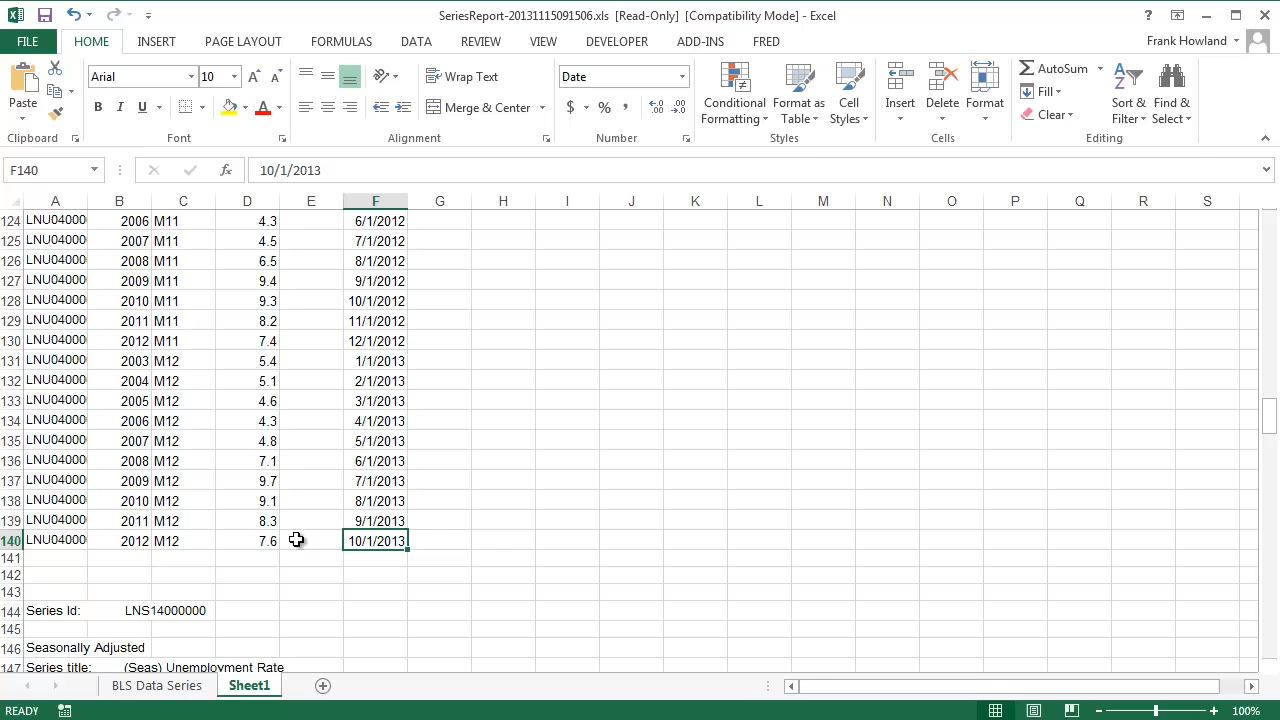 SeriesReport-20131115091506.xls [Read-Only] [Compatibility Mode] - Excel
FILE HOME INSERT PAGE LAYOUT FORMULAS DATA REVIEW VIEW DEVELOPER ADD-INS FRED Frank Howland
Paste Arial 10 Wrap Text Merge & Center Date $ % , Conditional Formatting Format as Table Cell Styles Insert Delete Format AutoSum Fill Clear Sort & Filter Find & Select
Clipboard Font Alignment Number Styles Cells Editing
F140 fx 10/1/2013
A B C D E F G H I J K L M N O P Q R S
124 LNU04000 2006 M11 4.3 6/1/2012
125 LNU04000 2007 M11 4.5 7/1/2012
126 LNU04000 2008 M11 6.5 8/1/2012
127 LNU04000 2009 M11 9.4 9/1/2012
128 LNU04000 2010 M11 9.3 10/1/2012
129 LNU04000 2011 M11 8.2 11/1/2012
130 LNU04000 2012 M11 7.4 12/1/2012
131 LNU04000 2003 M12 5.4 1/1/2013
132 LNU04000 2004 M12 5.1 2/1/2013
133 LNU04000 2005 M12 4.6 3/1/2013
134 LNU04000 2006 M12 4.3 4/1/2013
135 LNU04000 2007 M12 4.8 5/1/2013
136 LNU04000 2008 M12 7.1 6/1/2013
137 LNU04000 2009 M12 9.7 7/1/2013
138 LNU04000 2010 M12 9.1 8/1/2013
139 LNU04000 2011 M12 8.3 9/1/2013
140 LNU04000 2012 M12 7.6 10/1/2013
141
142
143
144 Series Id: LNS14000000
145
146 Seasonally Adjusted
147 Series title: (Seas) Unemployment Rate
BLS Data Series Sheet1
READY 100%